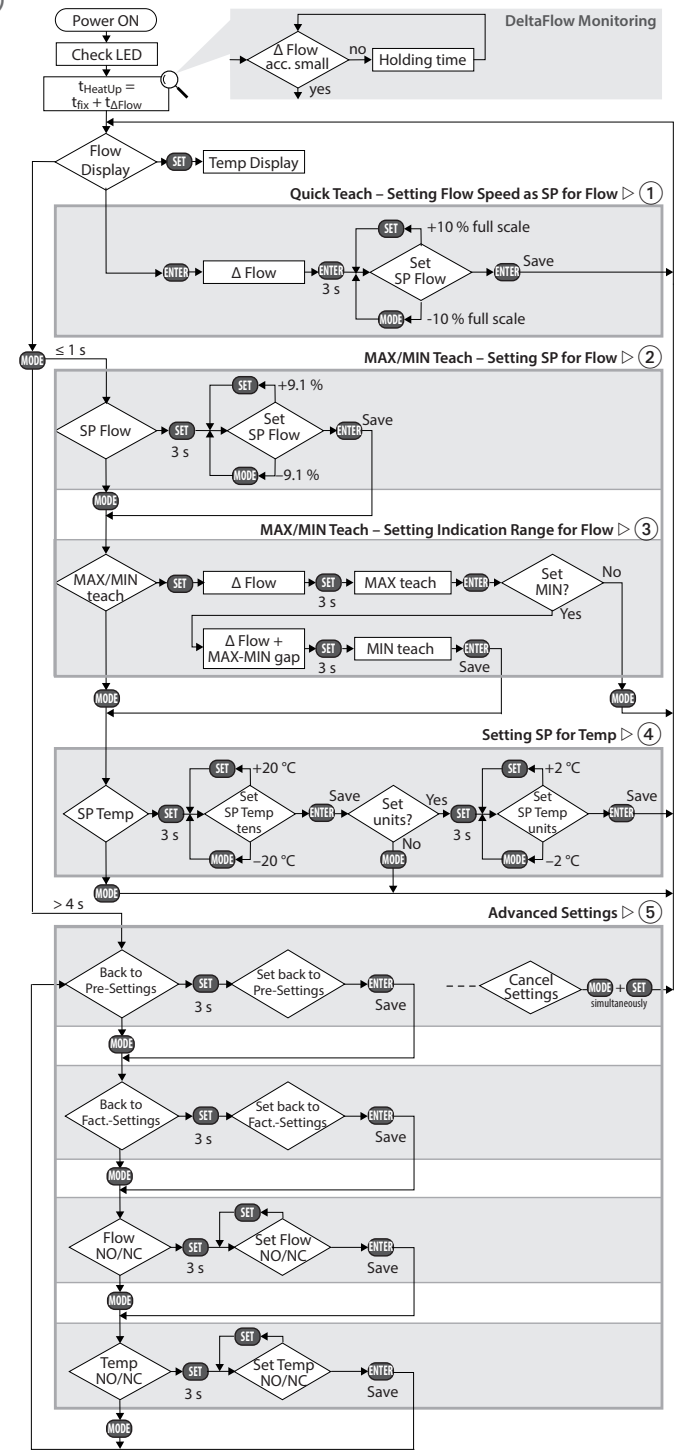 Power ON
DeltaFlow Monitoring
Check LED
Δ Flow
acc. small
no
Holding time
yes
tHeatUp =
tfix + tΔFlow
Flow
Display
SET
Temp Display
Quick Teach – Setting Flow Speed as SP for Flow ▷ 1
SET
+10 % full scale
ENTER
Δ Flow
ENTER
3 s
Set
SP Flow
ENTER
Save
MODE
-10 % full scale
MODE
≤ 1 s
MAX/MIN Teach – Setting SP for Flow ▷ 2
SET
+9.1 %
SP Flow
SET
3 s
Set
SP Flow
ENTER
Save
MODE
–9.1 %
MODE
MAX/MIN Teach – Setting Indication Range for Flow ▷ 3
MAX/MIN
teach
SET
Δ Flow
SET
3 s
MAX teach
ENTER
Set
MIN?
No
Yes
Δ Flow +
MAX-MIN gap
SET
3 s
MIN teach
ENTER
Save
MODE
MODE
Setting SP for Temp ▷ 4
SET
+20 °C
SET
+2 °C
SP Temp
SET
3 s
Set
SP Temp
tens
ENTER
Save
Set
units?
Yes
No
SET
3 s
Set
SP Temp
units
ENTER
Save
MODE
–20 °C
MODE
MODE
–2 °C
MODE
> 4 s
Advanced Settings ▷ 5
Back to
Pre-Settings
SET
3 s
Set back to
Pre-Settings
ENTER
Save
Cancel
Settings
MODE + SET
simultaneously
MODE
Back to
Fact.-Settings
SET
3 s
Set back to
Fact.-Settings
ENTER
Save
MODE
SET
Flow
NO/NC
SET
3 s
Set Flow
NO/NC
ENTER
Save
MODE
SET
Temp
NO/NC
SET
3 s
Set Temp
NO/NC
ENTER
Save
MODE